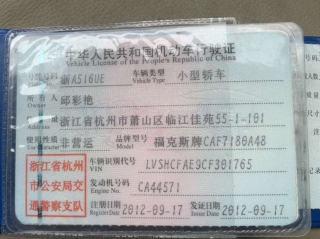 中华人民共和国机动车行驶证
Vehicle License of the People's Republic of China
号牌号码 浙A516UE 车辆类型 小型轿车
Vehicle Type
所有人 邱彩艳
住址 浙江省杭州市萧山区临江佳苑55-1-101
使用性质 非营运 品牌型号 福克斯牌CAF7180A48
Model
浙江省杭州
市公安局交
通警察支队
车辆识别代号 LVSHCFAE9CF301765
VIN
发动机号码 CA44571
Engine No.
注册日期 2012-09-17 发证日期 2012-09-17
Register Date Issue Date